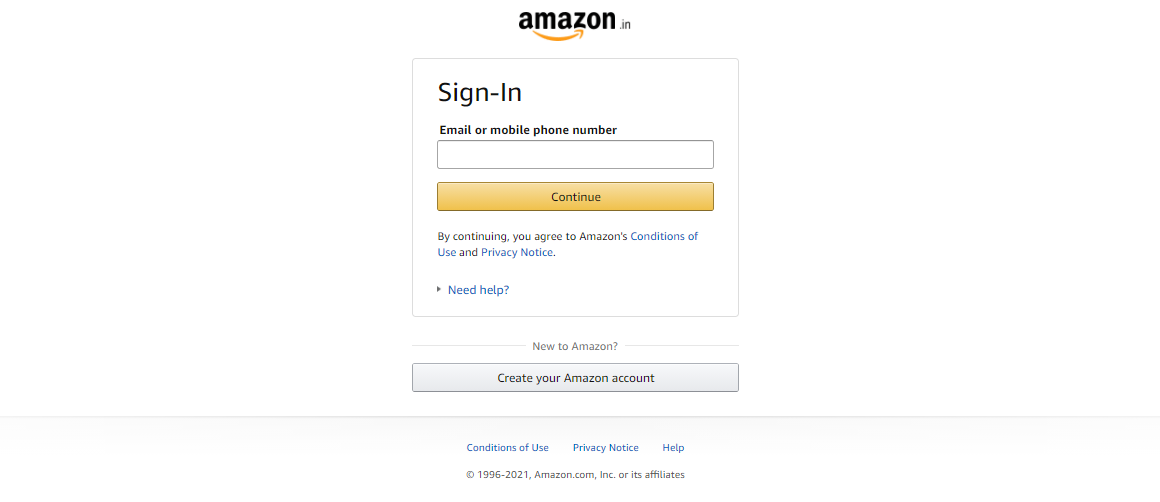 amazon.in
Sign-In
Email or mobile phone number
Continue
By continuing, you agree to Amazon's Conditions of
Use and Privacy Notice.
Need help?
New to Amazon?
Create your Amazon account
Conditions of Use Privacy Notice Help
© 1996-2021, Amazon.com, Inc. or its affiliates